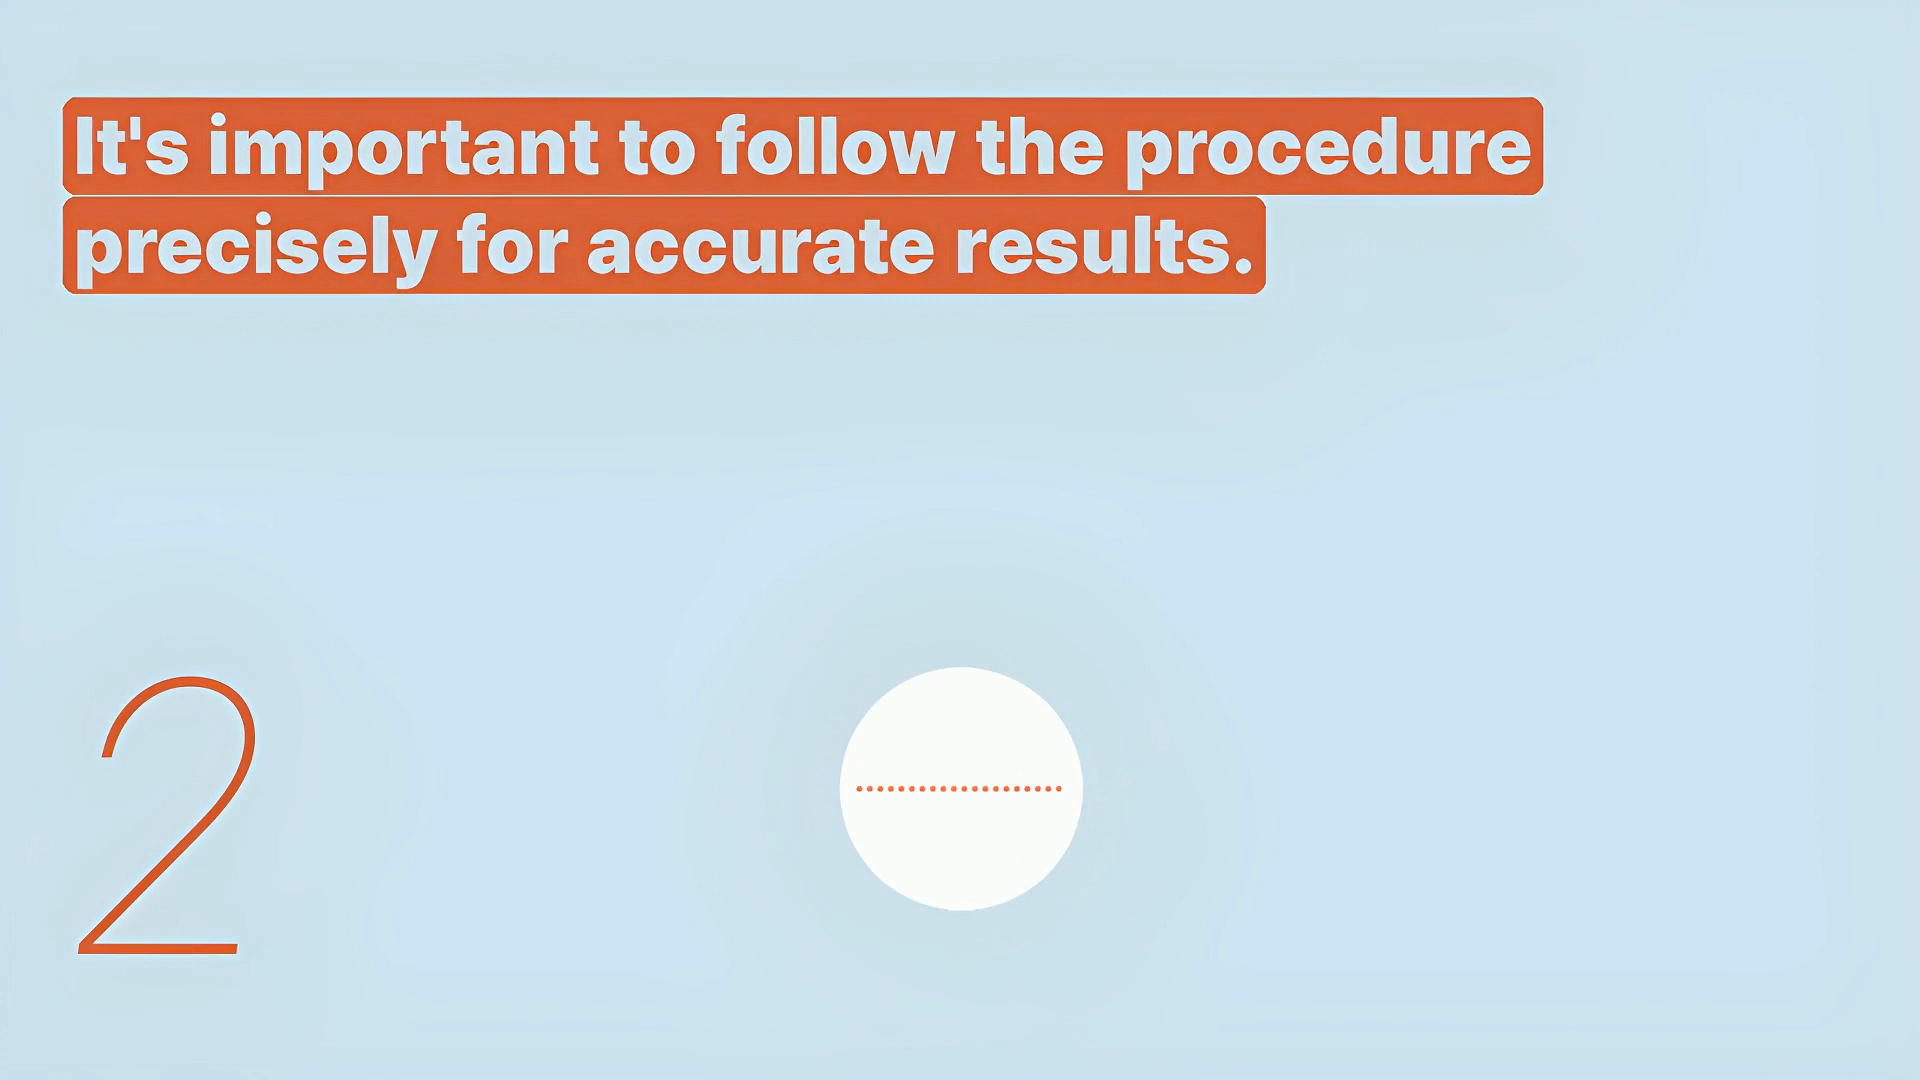 It's important to follow the procedure
precisely for accurate results.
2